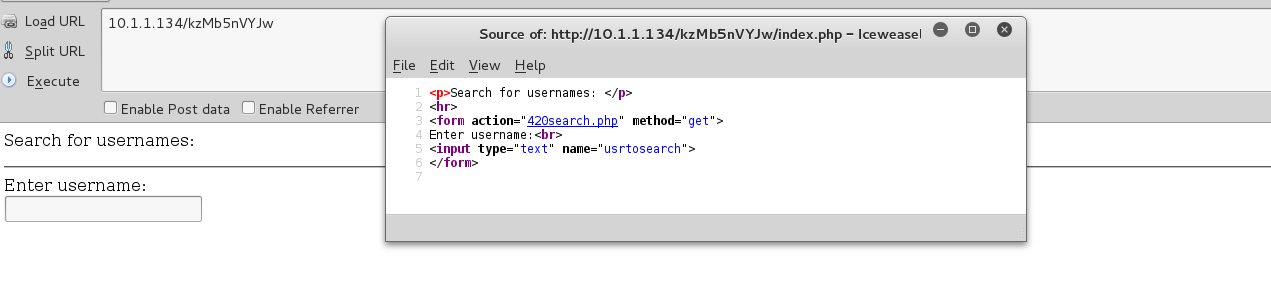 Load URL
10.1.1.134/kzMb5nVYJw
Split URL
Execute
Enable Post data
Enable Referrer
Search for usernames:
Enter username:
Source of: http://10.1.1.134/kzMb5nVYJw/index.php – Iceweasel
File Edit View Help
1 <p>Search for usernames: </p>
2 <hr>
3 <form action="420search.php" method="get">
4 Enter username:<br>
5 <input type="text" name="usrtosearch">
6 </form>
7